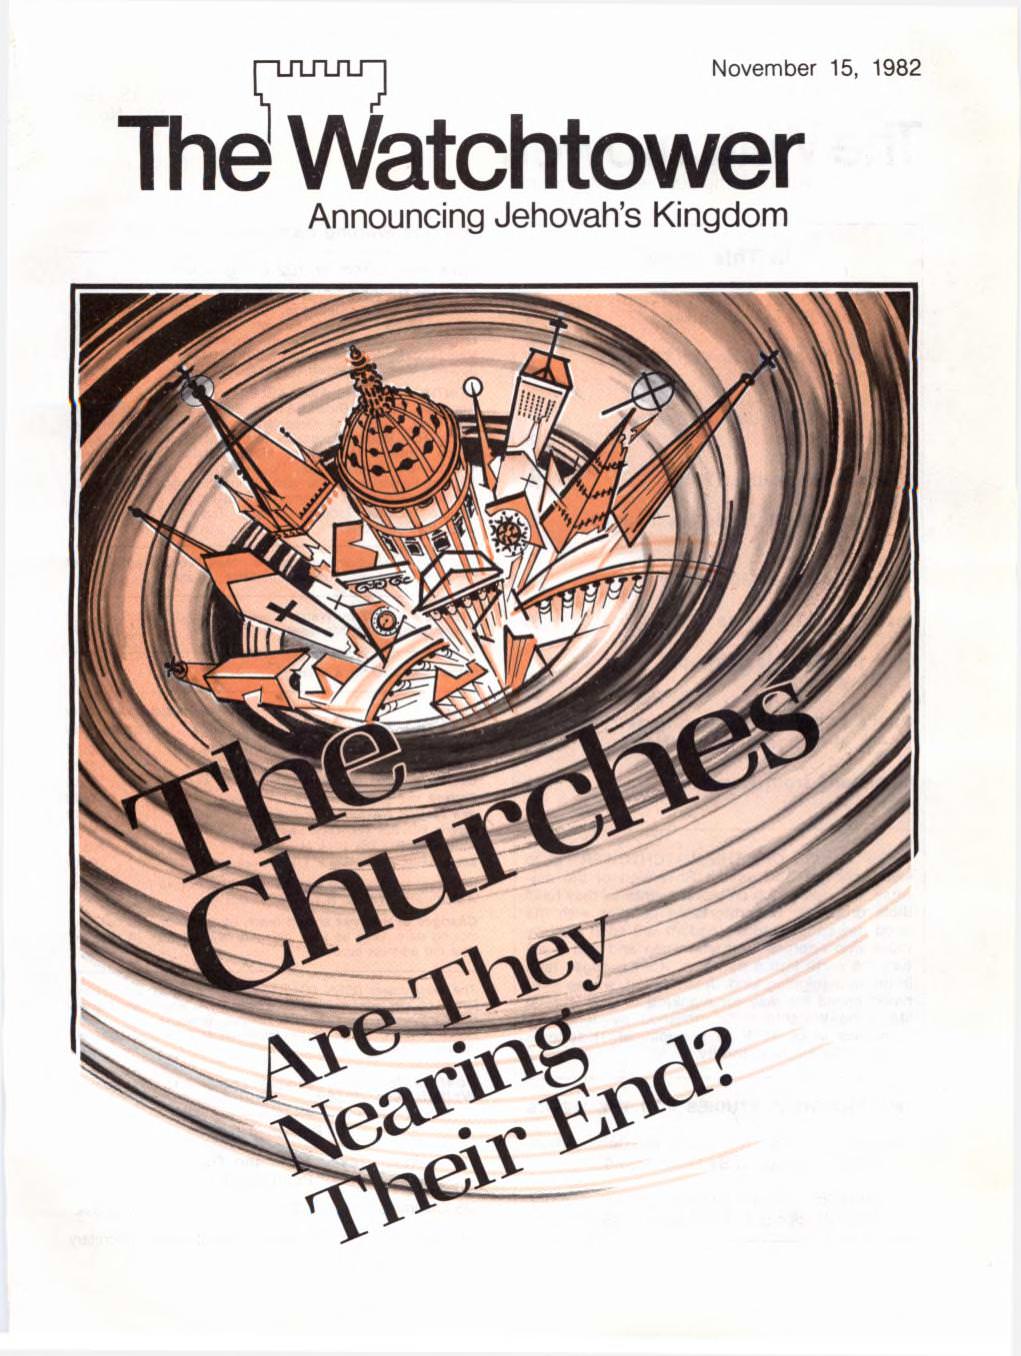 November 15, 1982
The Watchtower
Announcing Jehovah's Kingdom
The
Churches
Are They
Nearing
Their End?